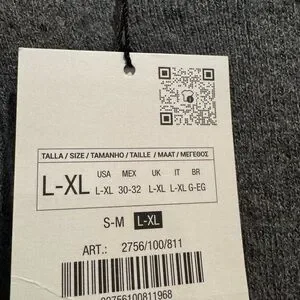 TALLA / SIZE / TAMANHO / TAILLE / MAAT / ΜΕΓΕΘΟΣ
L-XL
USA MEX UK IT BR
L-XL 30-32 L-XL L-XL G-EG
S-M L-XL
ART.: 2756/100/811
02756100811968